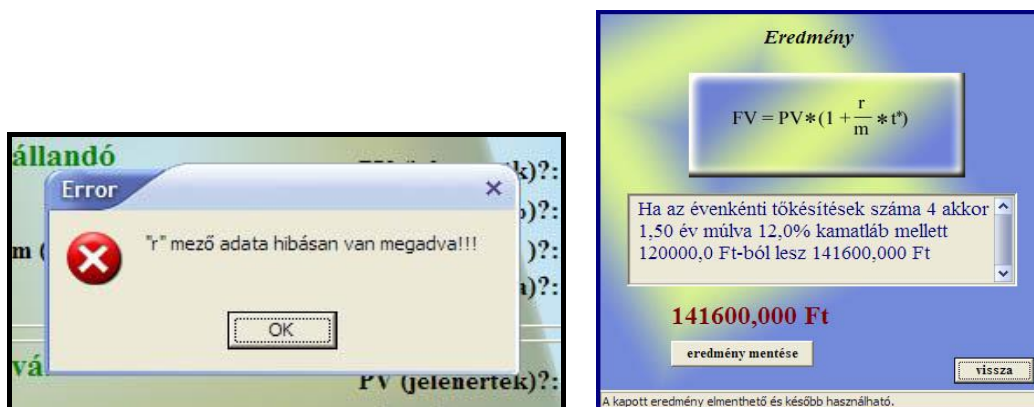 állandó
k)?:
Error
)?:
m (
"r" mező adata hibásan van megadva!!!
)?:
a)?:
OK
PV (jelenérték)?:
Eredmény
FV = PV*(1 + r/m * t*)
Ha az évenkénti tőkésítések száma 4 akkor
1,50 év múlva 12,0% kamatláb mellett
120000,0 Ft-ból lesz 141600,000 Ft
141600,000 Ft
eredmény mentése
vissza
A kapott eredmény elmenthető és később használható.